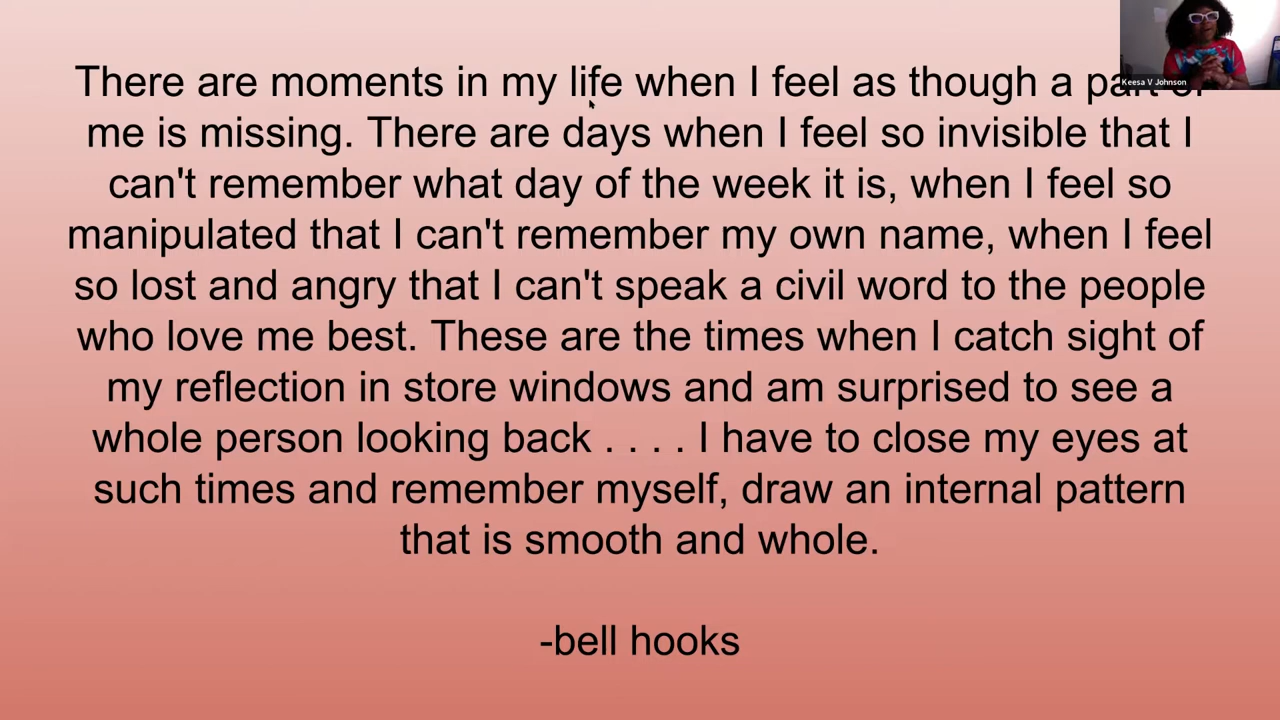 There are moments in my life when I feel as though a part of
me is missing. There are days when I feel so invisible that I
can't remember what day of the week it is, when I feel so
manipulated that I can't remember my own name, when I feel
so lost and angry that I can't speak a civil word to the people
who love me best. These are the times when I catch sight of
my reflection in store windows and am surprised to see a
whole person looking back . . . . I have to close my eyes at
such times and remember myself, draw an internal pattern
that is smooth and whole.
-bell hooks
Keesa V Johnson